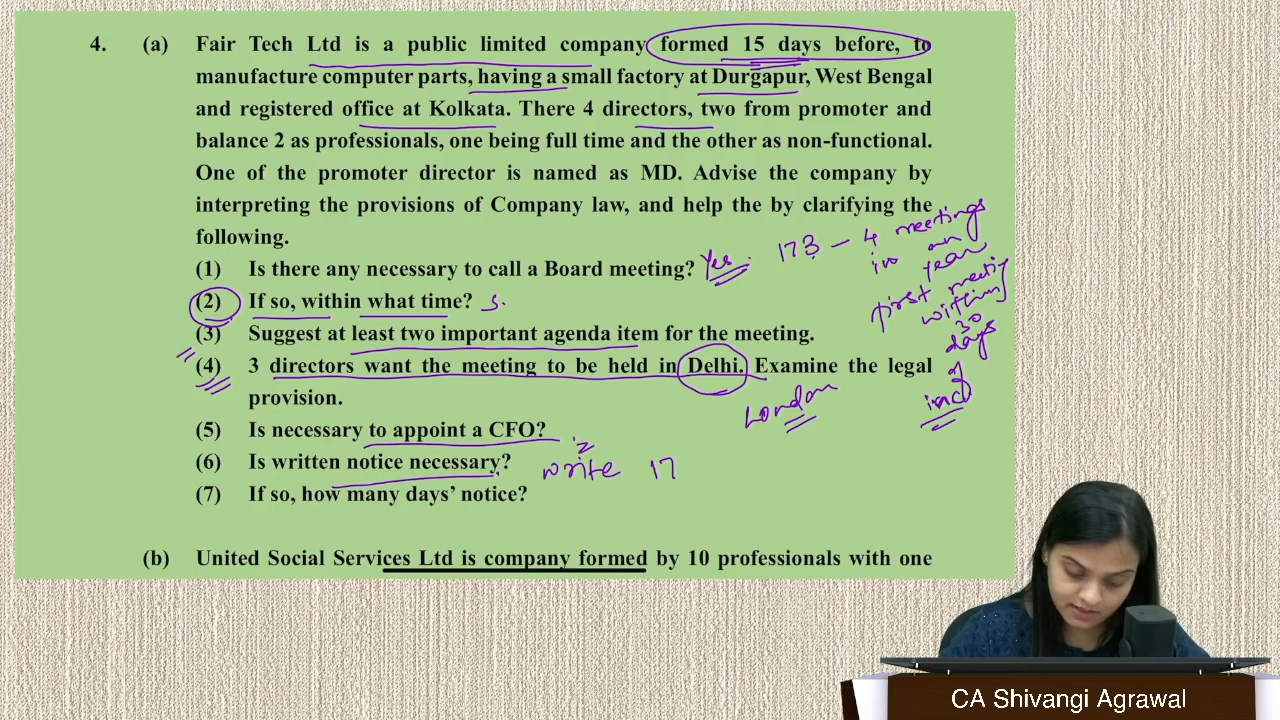 4. (a) Fair Tech Ltd is a public limited company formed 15 days before, to
manufacture computer parts, having a small factory at Durgapur, West Bengal
and registered office at Kolkata. There 4 directors, two from promoter and
balance 2 as professionals, one being full time and the other as non-functional.
One of the promoter director is named as MD. Advise the company by
interpreting the provisions of Company law, and help the by clarifying the
following.
(1) Is there any necessary to call a Board meeting? Yes. 173 – 4 meetings
in an
year
first meeting
within
30
days
of
inc
(2) If so, within what time? s.
(3) Suggest at least two important agenda item for the meeting.
(4) 3 directors want the meeting to be held in Delhi. Examine the legal
provision.
London
(5) Is necessary to appoint a CFO?
(6) Is written notice necessary? write 17
(7) If so, how many days' notice?
(b) United Social Services Ltd is company formed by 10 professionals with one
CA Shivangi Agrawal